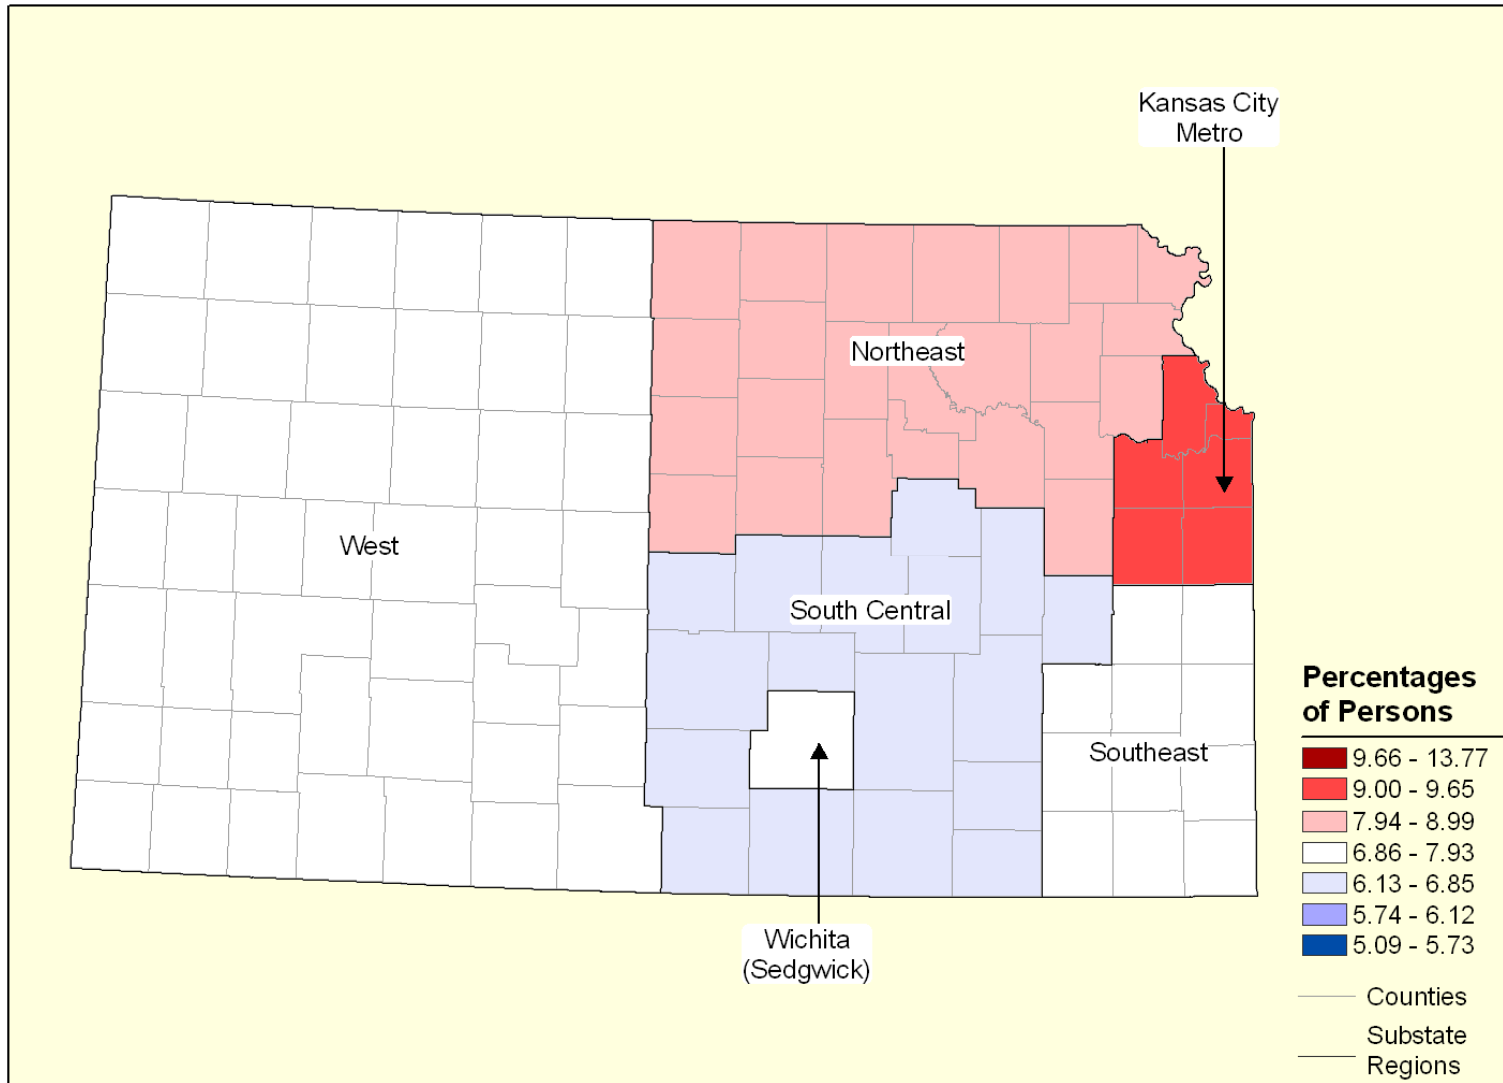 Kansas City
Metro
Northeast
West
South Central
Southeast
Wichita
(Sedgwick)
Percentages
of Persons
9.66 - 13.77
9.00 - 9.65
7.94 - 8.99
6.86 - 7.93
6.13 - 6.85
5.74 - 6.12
5.09 - 5.73
Counties
Substate
Regions